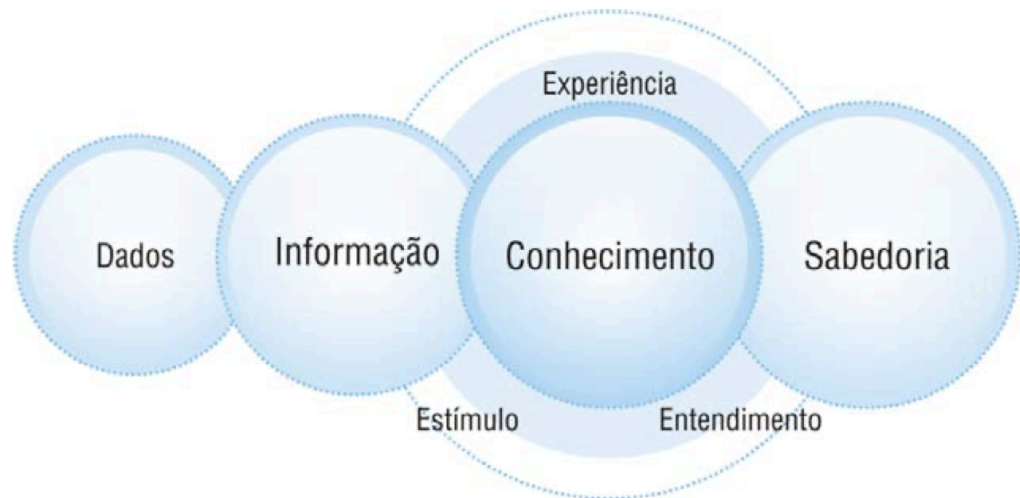 Experiência
Dados
Informação
Conhecimento
Sabedoria
Estímulo
Entendimento